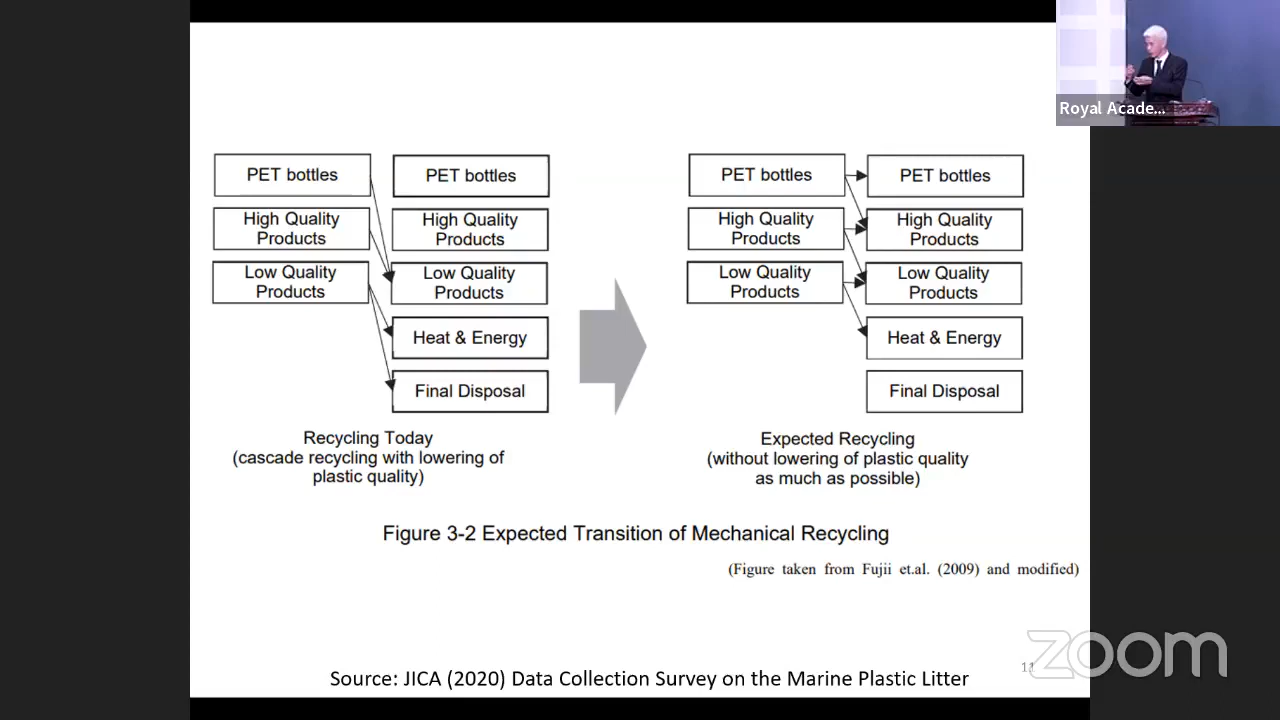 Royal Acade...
PET bottles
PET bottles
High Quality
Products
High Quality
Products
Low Quality
Products
Low Quality
Products
Heat & Energy
Final Disposal
Recycling Today
(cascade recycling with lowering of
plastic quality)
PET bottles
PET bottles
High Quality
Products
High Quality
Products
Low Quality
Products
Low Quality
Products
Heat & Energy
Final Disposal
Expected Recycling
(without lowering of plastic quality
as much as possible)
Figure 3-2 Expected Transition of Mechanical Recycling
(Figure taken from Fujii et.al. (2009) and modified)
11
zoom
Source: JICA (2020) Data Collection Survey on the Marine Plastic Litter